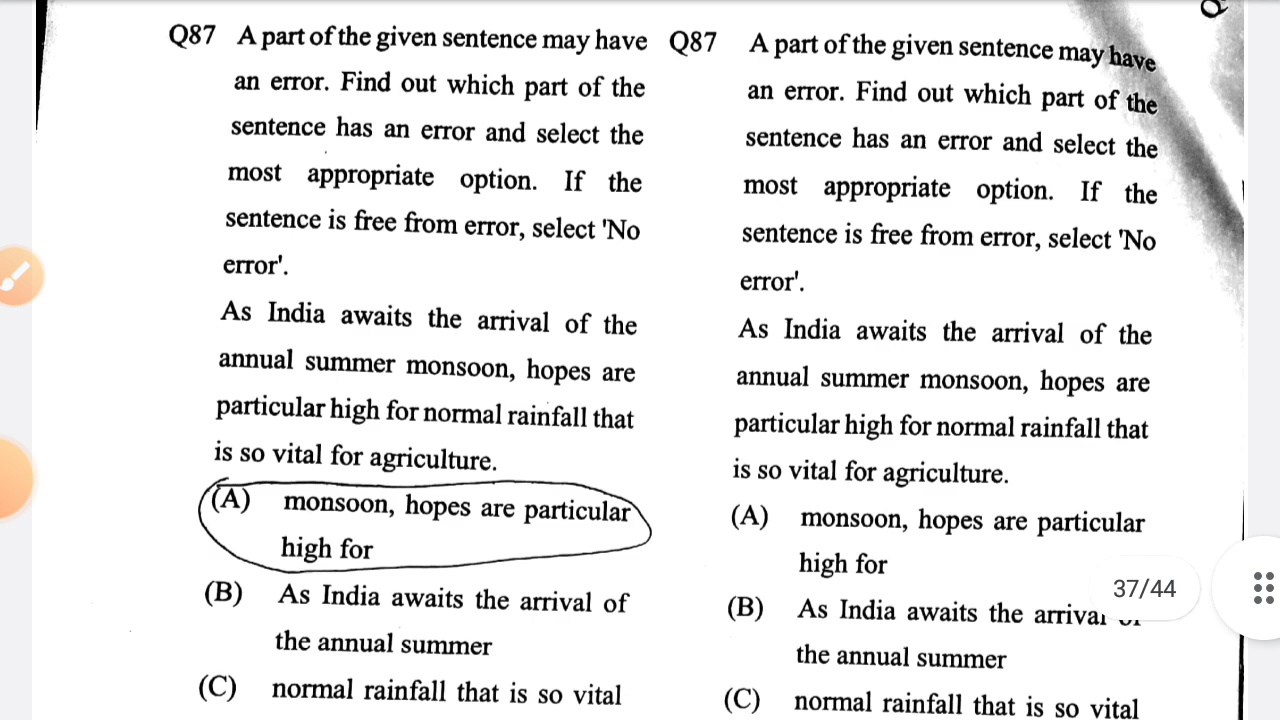 Q87 A part of the given sentence may have
an error. Find out which part of the
sentence has an error and select the
most appropriate option. If the
sentence is free from error, select 'No
error'.
As India awaits the arrival of the
annual summer monsoon, hopes are
particular high for normal rainfall that
is so vital for agriculture.
(A) monsoon, hopes are particular
high for
(B) As India awaits the arrival of
the annual summer
(C) normal rainfall that is so vital
Q87 A part of the given sentence may have
an error. Find out which part of the
sentence has an error and select the
most appropriate option. If the
sentence is free from error, select 'No
error'.
As India awaits the arrival of the
annual summer monsoon, hopes are
particular high for normal rainfall that
is so vital for agriculture.
(A) monsoon, hopes are particular
high for
(B) As India awaits the arrival of
the annual summer
(C) normal rainfall that is so vital
37/44